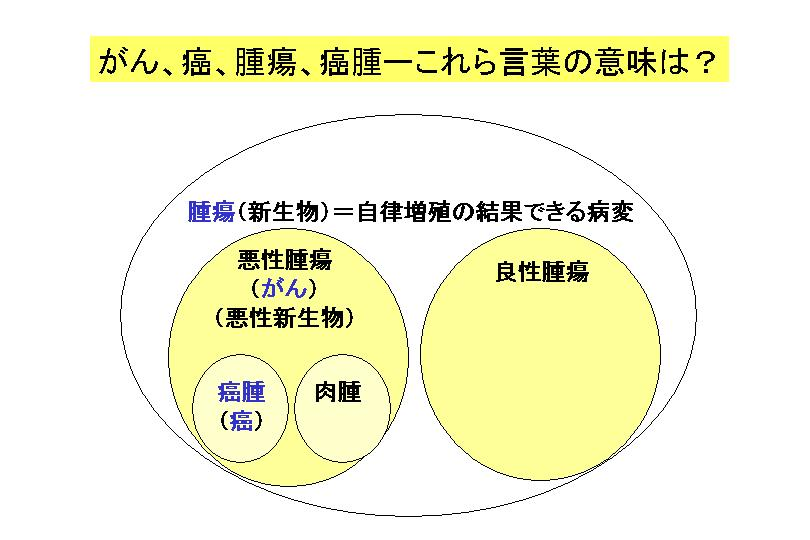 がん、癌、腫瘍、癌腫ーこれら言葉の意味は？
腫瘍（新生物）＝自律増殖の結果できる病変
悪性腫瘍
（がん）
（悪性新生物）
良性腫瘍
癌腫
（癌）
肉腫